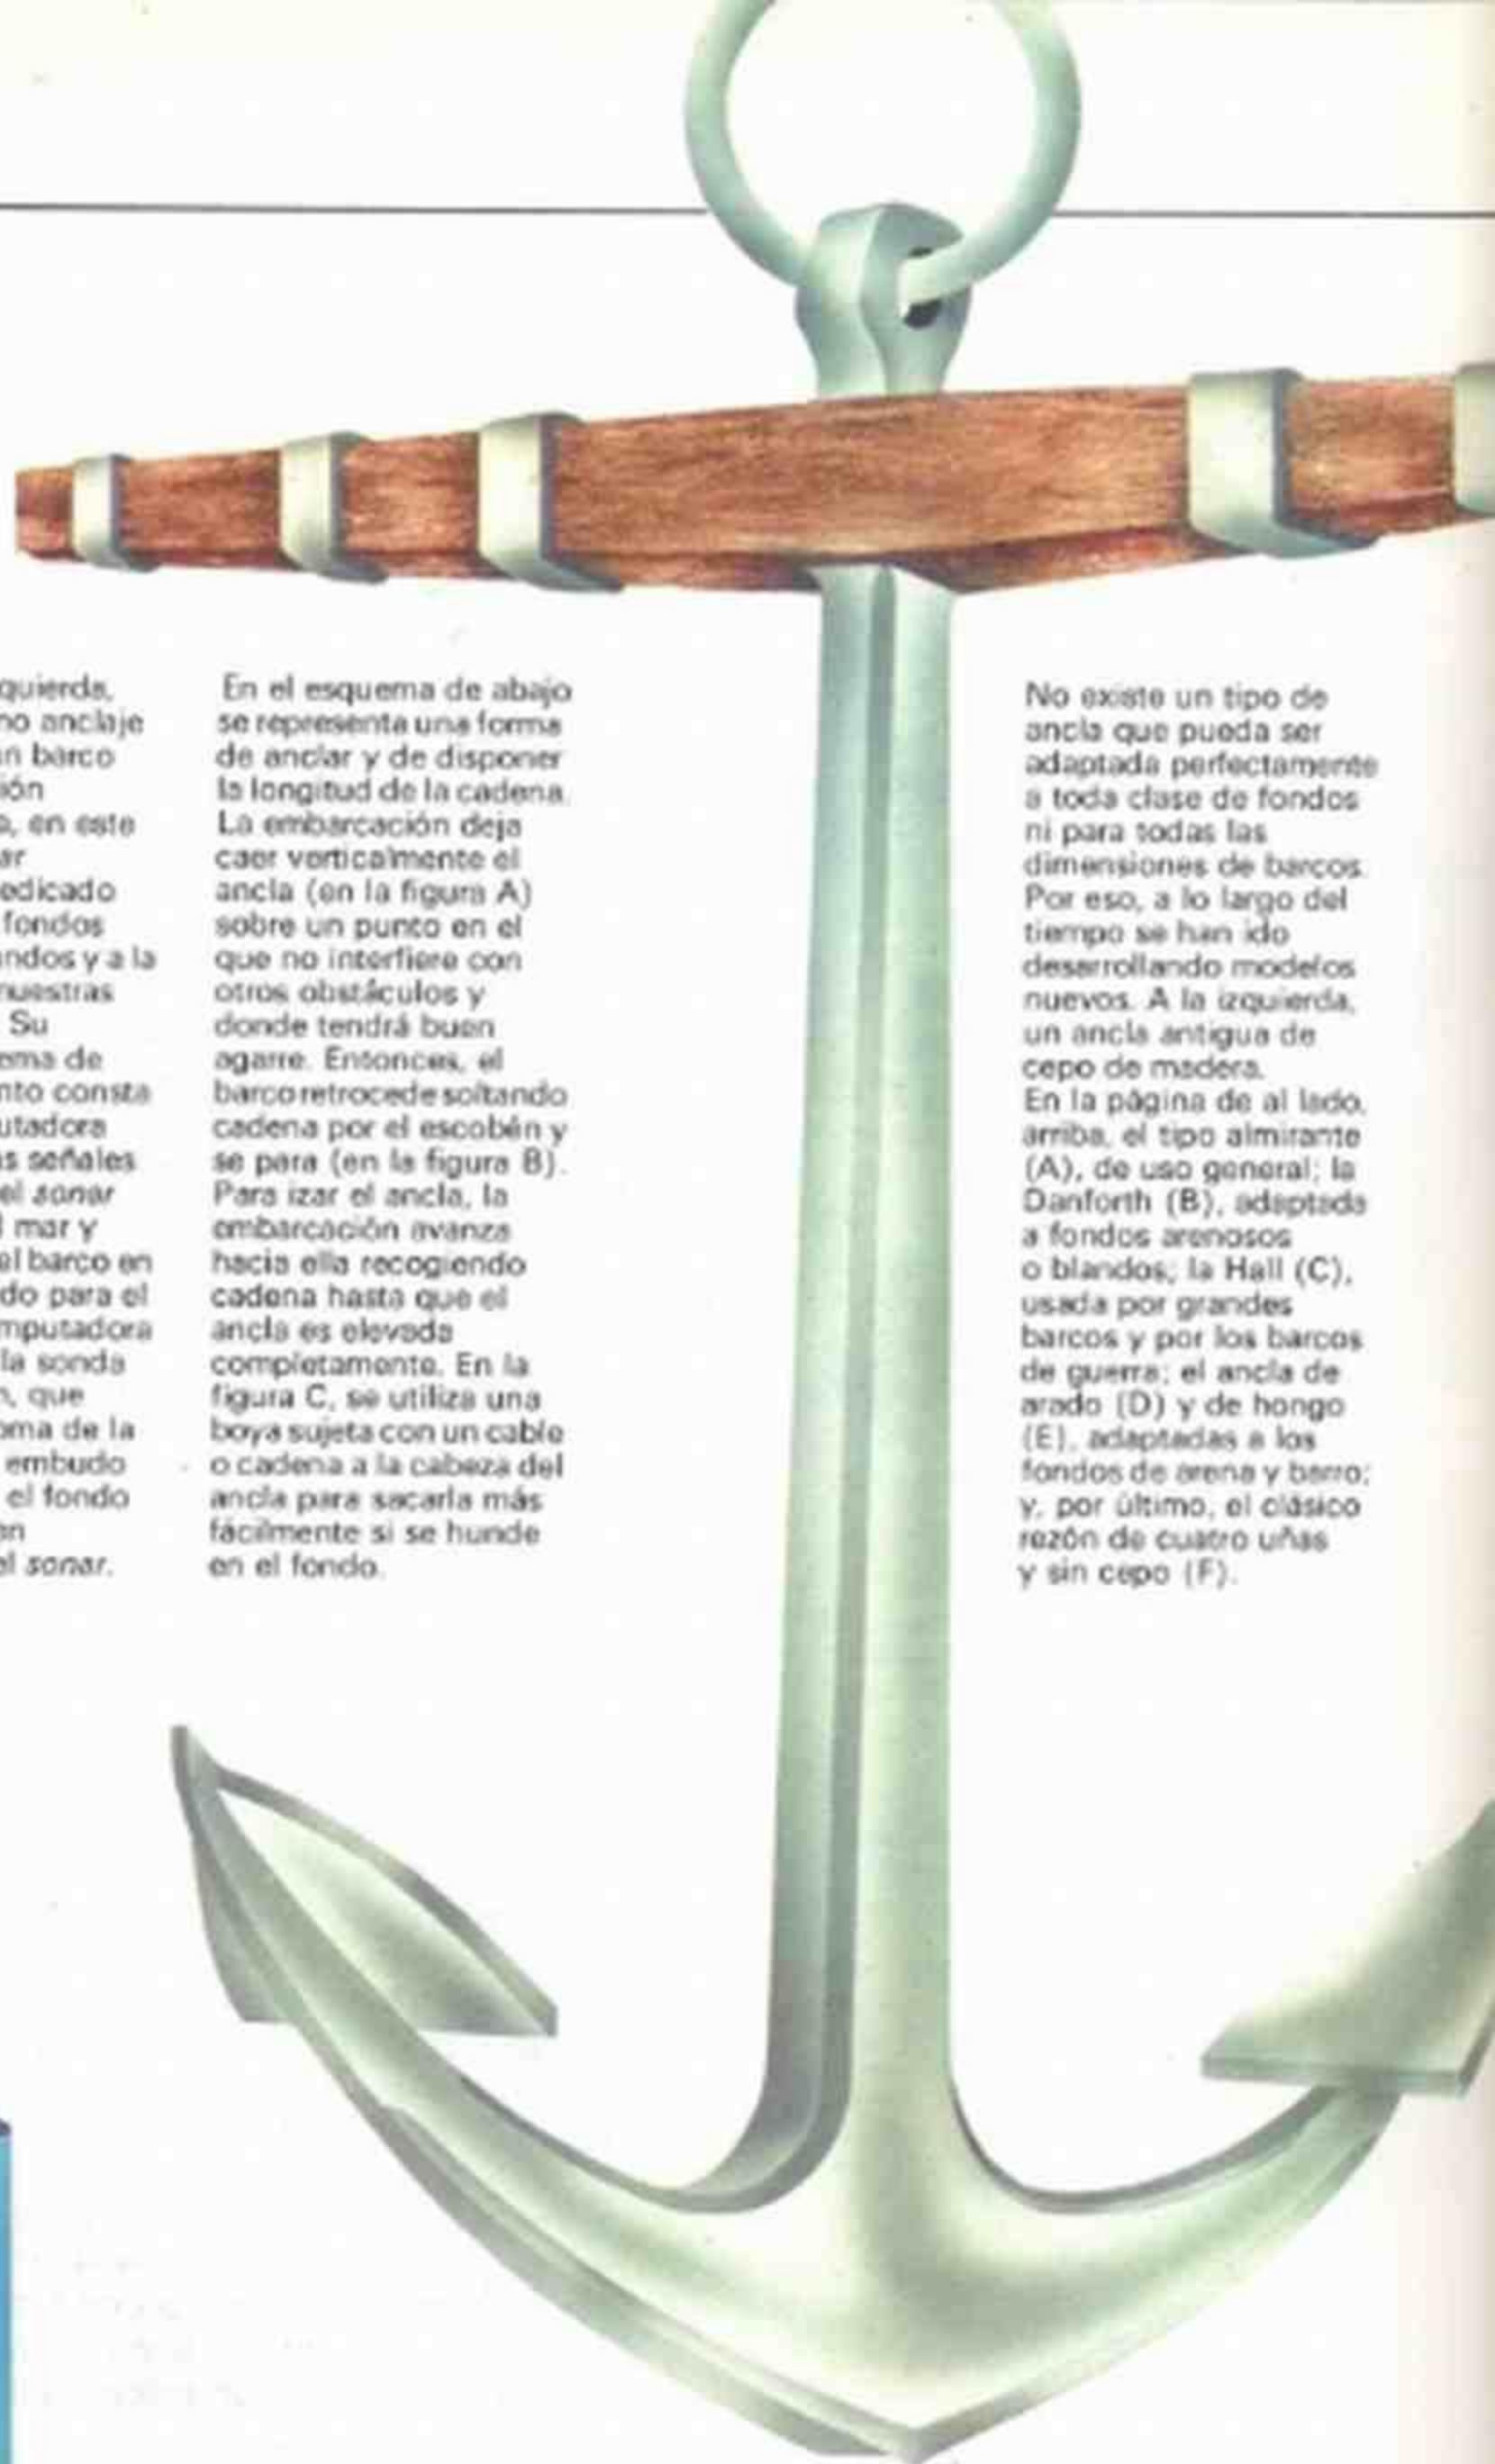 quierda,
no anclaje
n barco
ión
, en este
ar
edicado
fondos
ndos y a la
nuestras
Su
ema de
nto consta
utadora
s señales
el sonar
l mar y
el barco en
do para el
mputadora
la sonda
n, que
oma de la
embudo
el fondo
an
el sonar.
En el esquema de abajo
se representa una forma
de anclar y de disponer
la longitud de la cadena.
La embarcación deja
caer verticalmente el
ancla (en la figura A)
sobre un punto en el
que no interfiere con
otros obstáculos y
donde tendrá buen
agarre. Entonces, el
barco retrocede soltando
cadena por el escobén y
se para (en la figura B).
Para izar el ancla, la
embarcación avanza
hacia ella recogiendo
cadena hasta que el
ancla es elevada
completamente. En la
figura C, se utiliza una
boya sujeta con un cable
o cadena a la cabeza del
ancla para sacarla más
fácilmente si se hunde
en el fondo.
No existe un tipo de
ancla que pueda ser
adaptada perfectamente
a toda clase de fondos
ni para todas las
dimensiones de barcos.
Por eso, a lo largo del
tiempo se han ido
desarrollando modelos
nuevos. A la izquierda,
un ancla antigua de
cepo de madera.
En la página de al lado,
arriba, el tipo almirante
(A), de uso general; la
Danforth (B), adaptada
a fondos arenosos
o blandos; la Hall (C),
usada por grandes
barcos y por los barcos
de guerra; el ancla de
arado (D) y de hongo
(E), adaptadas a los
fondos de arena y barro;
y, por último, el clásico
rezón de cuatro uñas
y sin cepo (F).